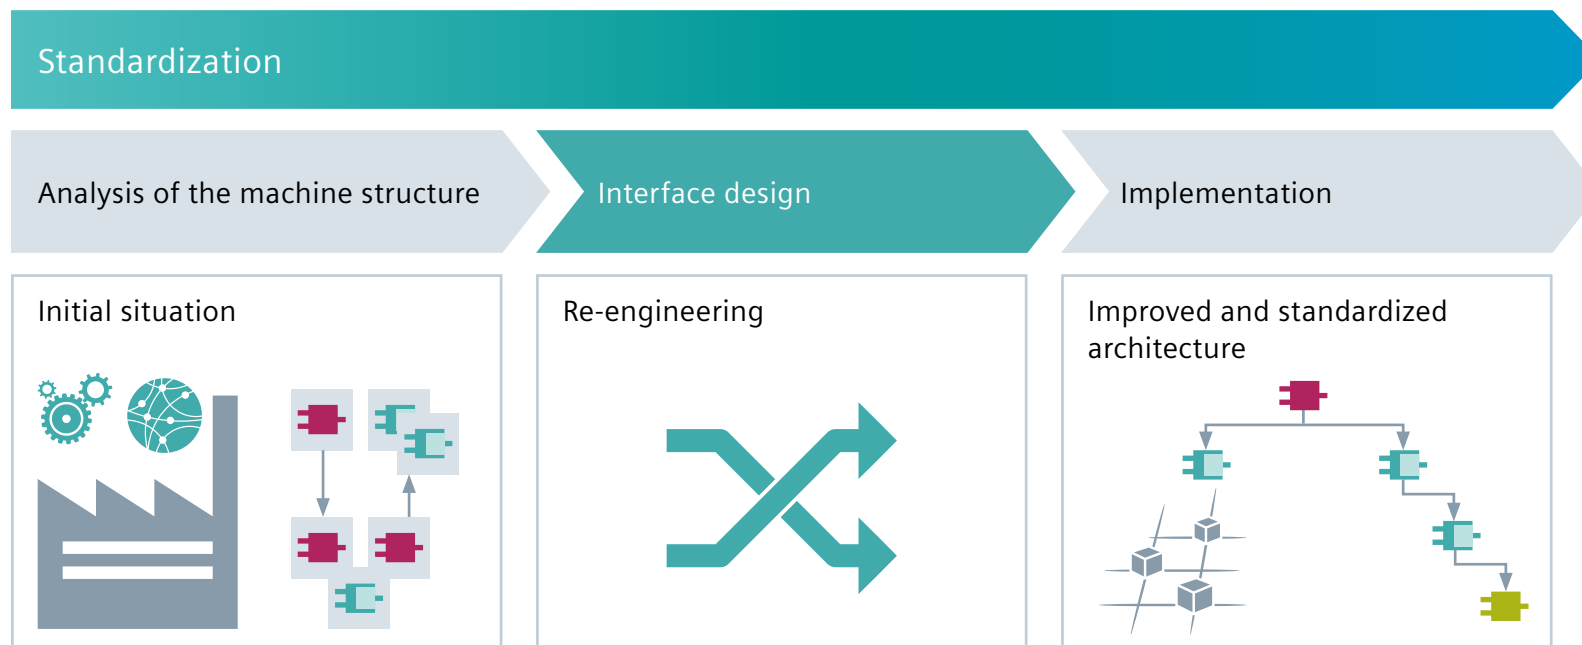 Standardization
Analysis of the machine structure
Interface design
Implementation
Initial situation
Re-engineering
Improved and standardized
architecture